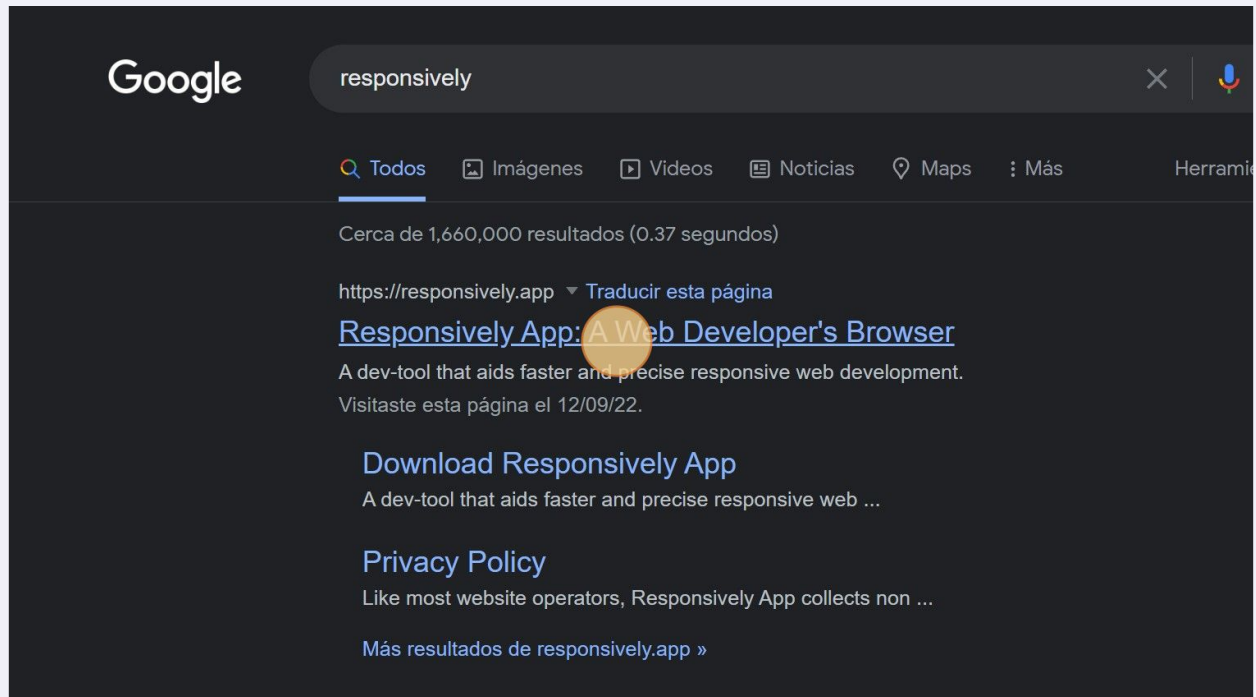 Google
responsively
Todos Imágenes Videos Noticias Maps Más Herramie
Cerca de 1,660,000 resultados (0.37 segundos)
https://responsively.app Traducir esta página
Responsively App: A Web Developer's Browser
A dev-tool that aids faster and precise responsive web development.
Visitaste esta página el 12/09/22.
Download Responsively App
A dev-tool that aids faster and precise responsive web ...
Privacy Policy
Like most website operators, Responsively App collects non ...
Más resultados de responsively.app »